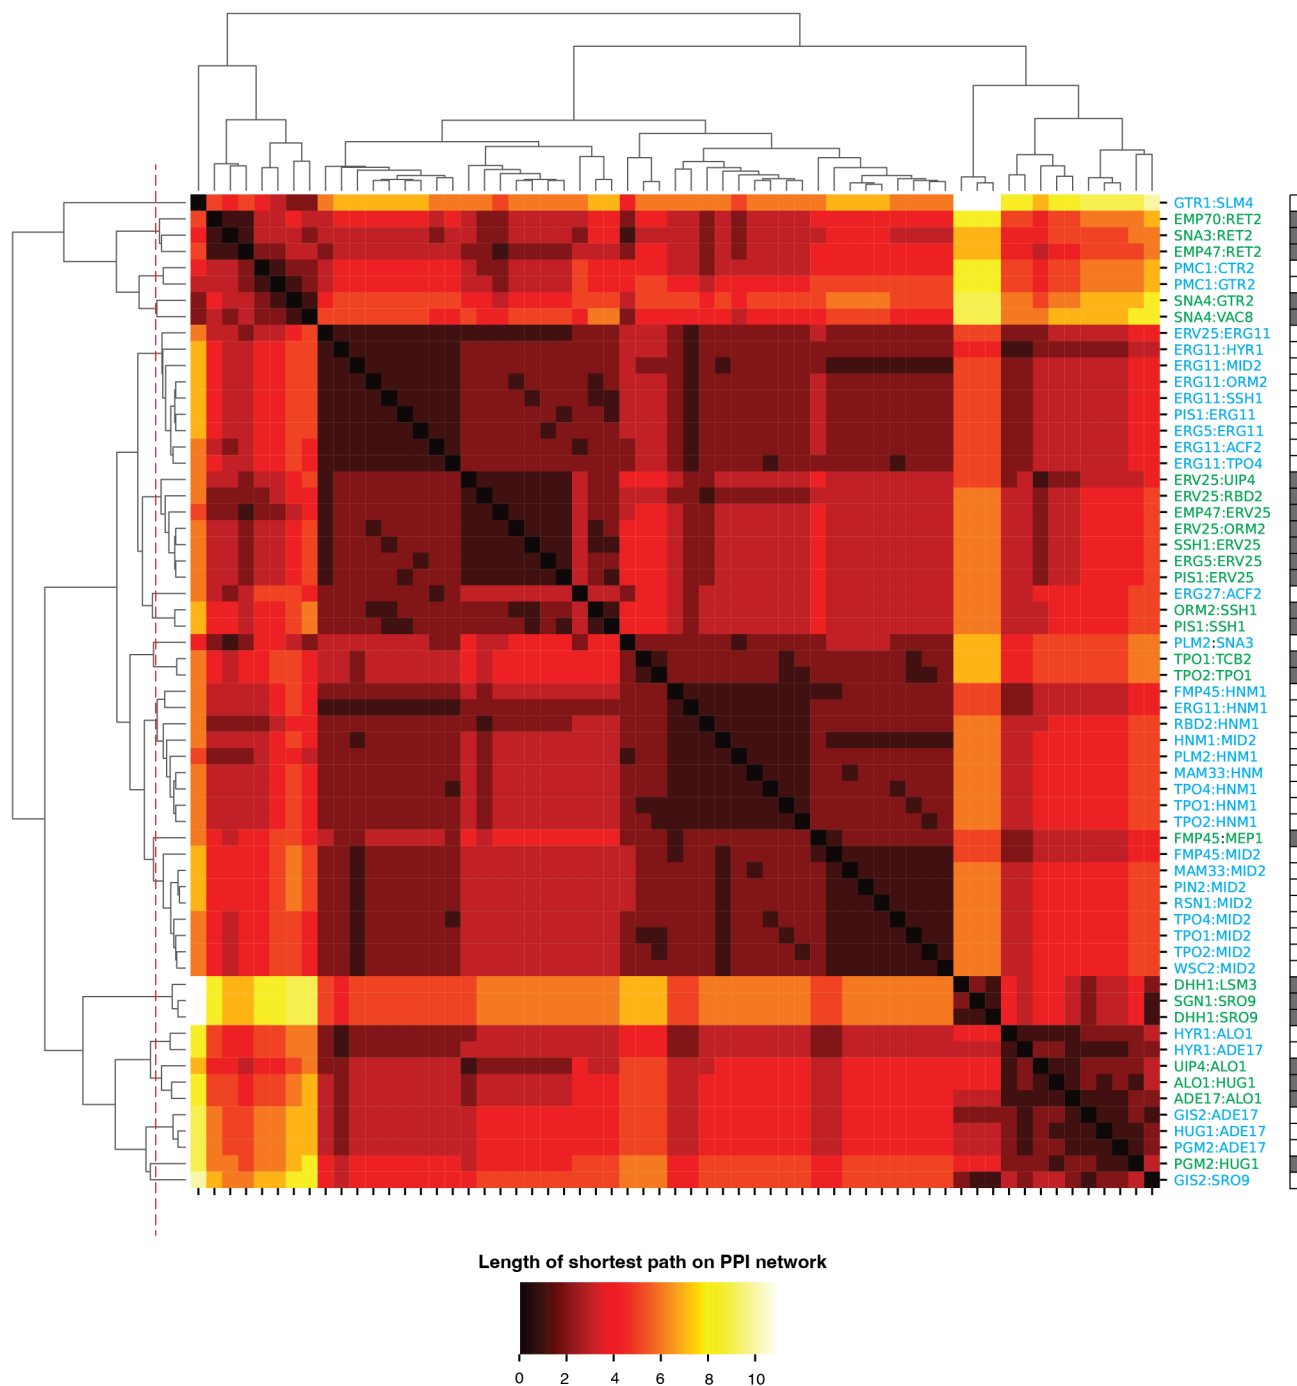 GTR1:SLM4
EMP70:RET2
SNA3:RET2
EMP47:RET2
PMC1:CTR2
PMC1:GTR2
SNA4:GTR2
SNA4:VAC8
ERV25:ERG11
ERG11:HYR1
ERG11:MID2
ERG11:ORM2
ERG11:SSH1
PIS1:ERG11
ERG5:ERG11
ERG11:ACF2
ERG11:TPO4
ERV25:UIP4
ERV25:RBD2
EMP47:ERV25
ERV25:ORM2
SSH1:ERV25
ERG5:ERV25
PIS1:ERV25
ERG27:ACF2
ORM2:SSH1
PIS1:SSH1
PLM2:SNA3
TPO1:TCB2
TPO2:TPO1
FMP45:HNM1
ERG11:HNM1
RBD2:HNM1
HNM1:MID2
PLM2:HNM1
MAM33:HNM
TPO4:HNM1
TPO1:HNM1
TPO2:HNM1
FMP45:MEP1
FMP45:MID2
MAM33:MID2
PIN2:MID2
RSN1:MID2
TPO4:MID2
TPO1:MID2
TPO2:MID2
WSC2:MID2
DHH1:LSM3
SGN1:SRO9
DHH1:SRO9
HYR1:ALO1
HYR1:ADE17
UIP4:ALO1
ALO1:HUG1
ADE17:ALO1
GIS2:ADE17
HUG1:ADE17
PGM2:ADE17
PGM2:HUG1
GIS2:SRO9
Length of shortest path on PPI network
0 2 4 6 8 10